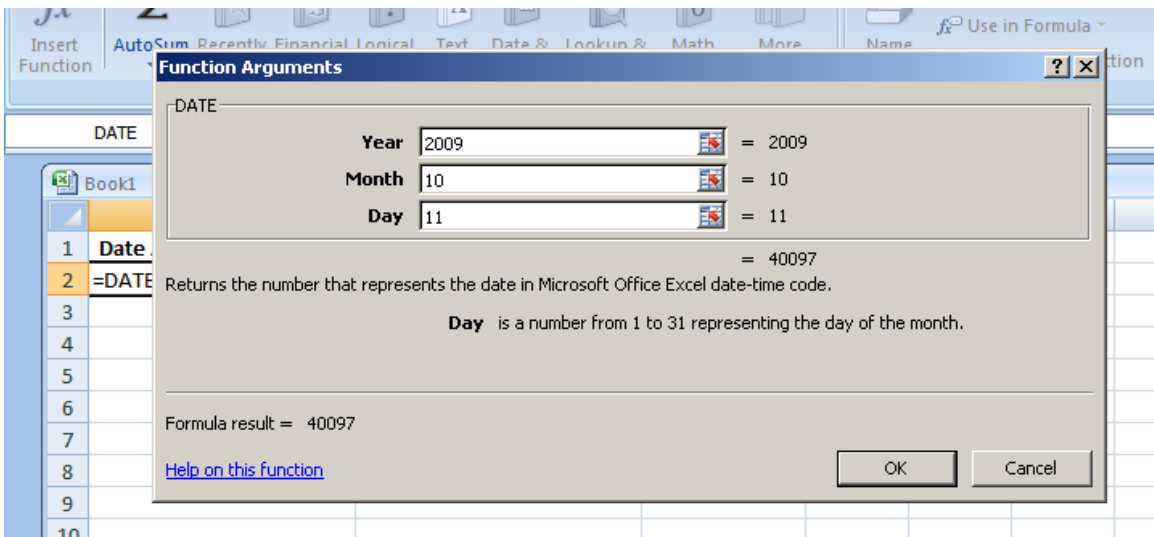 fx Σ A θ
Insert AutoSum Recently Financial Logical Text Date & Lookup & Math More Name fx Use in Formula
Function
Function Arguments ? X
DATE
DATE
Year 2009 = 2009
Month 10 = 10
Day 11 = 11
= 40097
Book1
1 Date
2 =DATE
Returns the number that represents the date in Microsoft Office Excel date-time code.
3
Day is a number from 1 to 31 representing the day of the month.
4
5
6
Formula result = 40097
7
8 Help on this function OK Cancel
9
10